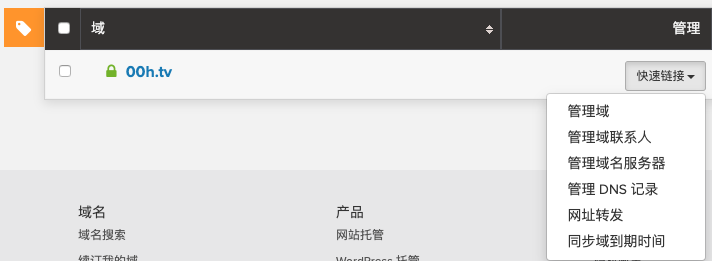 域 管理
00h.tv 快速链接
管理域
管理域联系人
管理域名服务器
管理 DNS 记录
网址转发
同步域到期时间
域名 产品
域名搜索 网站托管
续订我的域 WordPress 托管